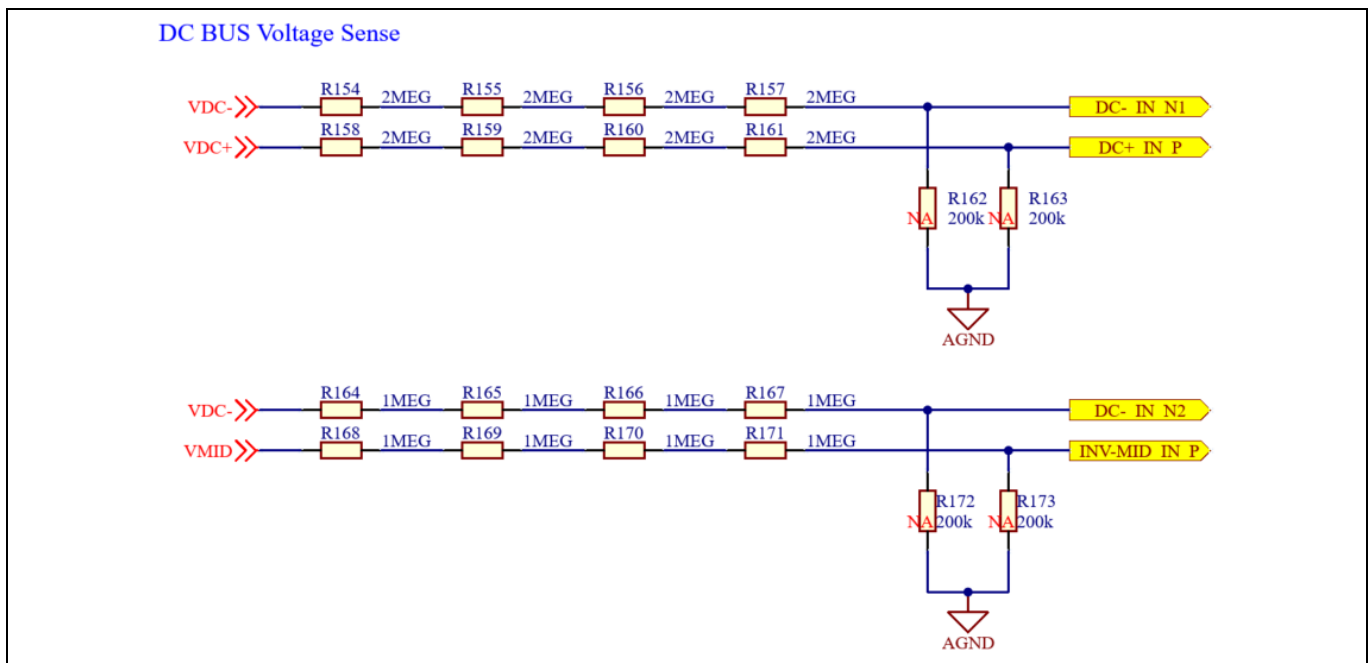 DC BUS Voltage Sense
R154 R155 R156 R157
VDC- 2MEG 2MEG 2MEG 2MEG DC- IN N1
R158 R159 R160 R161
VDC+ 2MEG 2MEG 2MEG 2MEG DC+ IN P
R162 R163
NA 200k NA 200k
AGND
R164 R165 R166 R167
VDC- 1MEG 1MEG 1MEG 1MEG DC- IN N2
R168 R169 R170 R171
VMID 1MEG 1MEG 1MEG 1MEG INV-MID IN P
R172 R173
NA 200k NA 200k
AGND